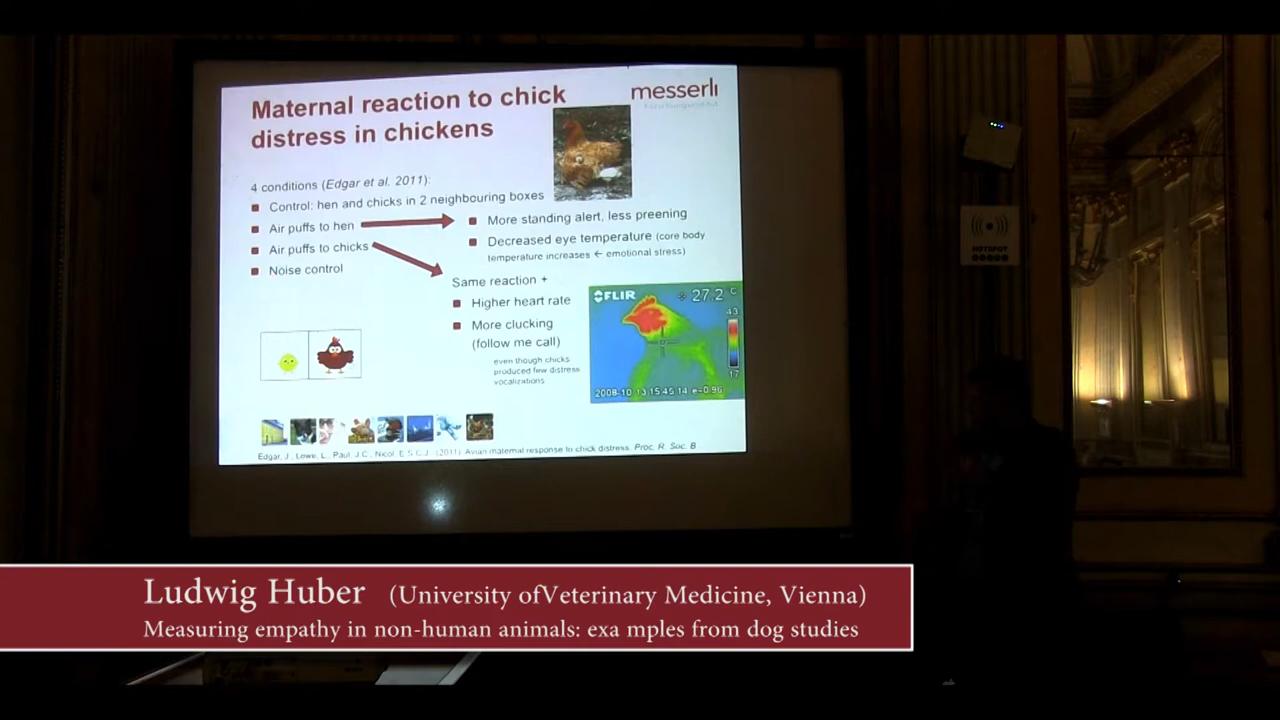 Maternal reaction to chick
distress in chickens
messerli
4 conditions (Edgar et al. 2011):
Control: hen and chicks in 2 neighbouring boxes
Air puffs to hen
Air puffs to chicks
Noise control
More standing alert, less preening
Decreased eye temperature (core body
temperature increases ← emotional stress)
Same reaction +
Higher heart rate
More clucking
(follow me call)
even though chicks
produced few distress
vocalizations
FLIR
27.2 °C
43
17
2008-10-13 15:45:14 e=0.96
Edgar, J., Lowe, L., Paul, J.C., Nicol, E.S.C.J. (2011) Avian maternal response to chick distress. Proc. R. Soc. B
HOTSPOT
Ludwig Huber (University ofVeterinary Medicine, Vienna)
Measuring empathy in non-human animals: exa mples from dog studies